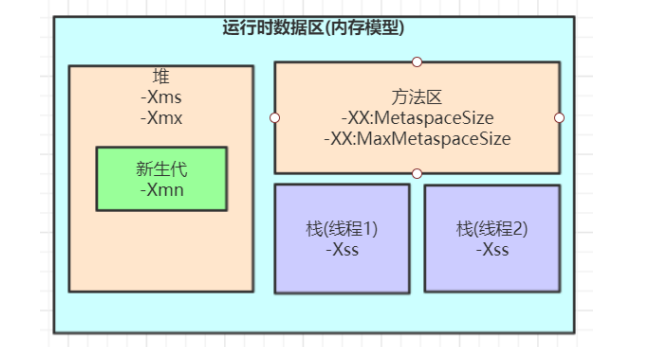 运行时数据区(内存模型)
堆
-Xms
-Xmx
新生代
-Xmn
方法区
-XX:MetaspaceSize
-XX:MaxMetaspaceSize
栈(线程1)
-Xss
栈(线程2)
-Xss